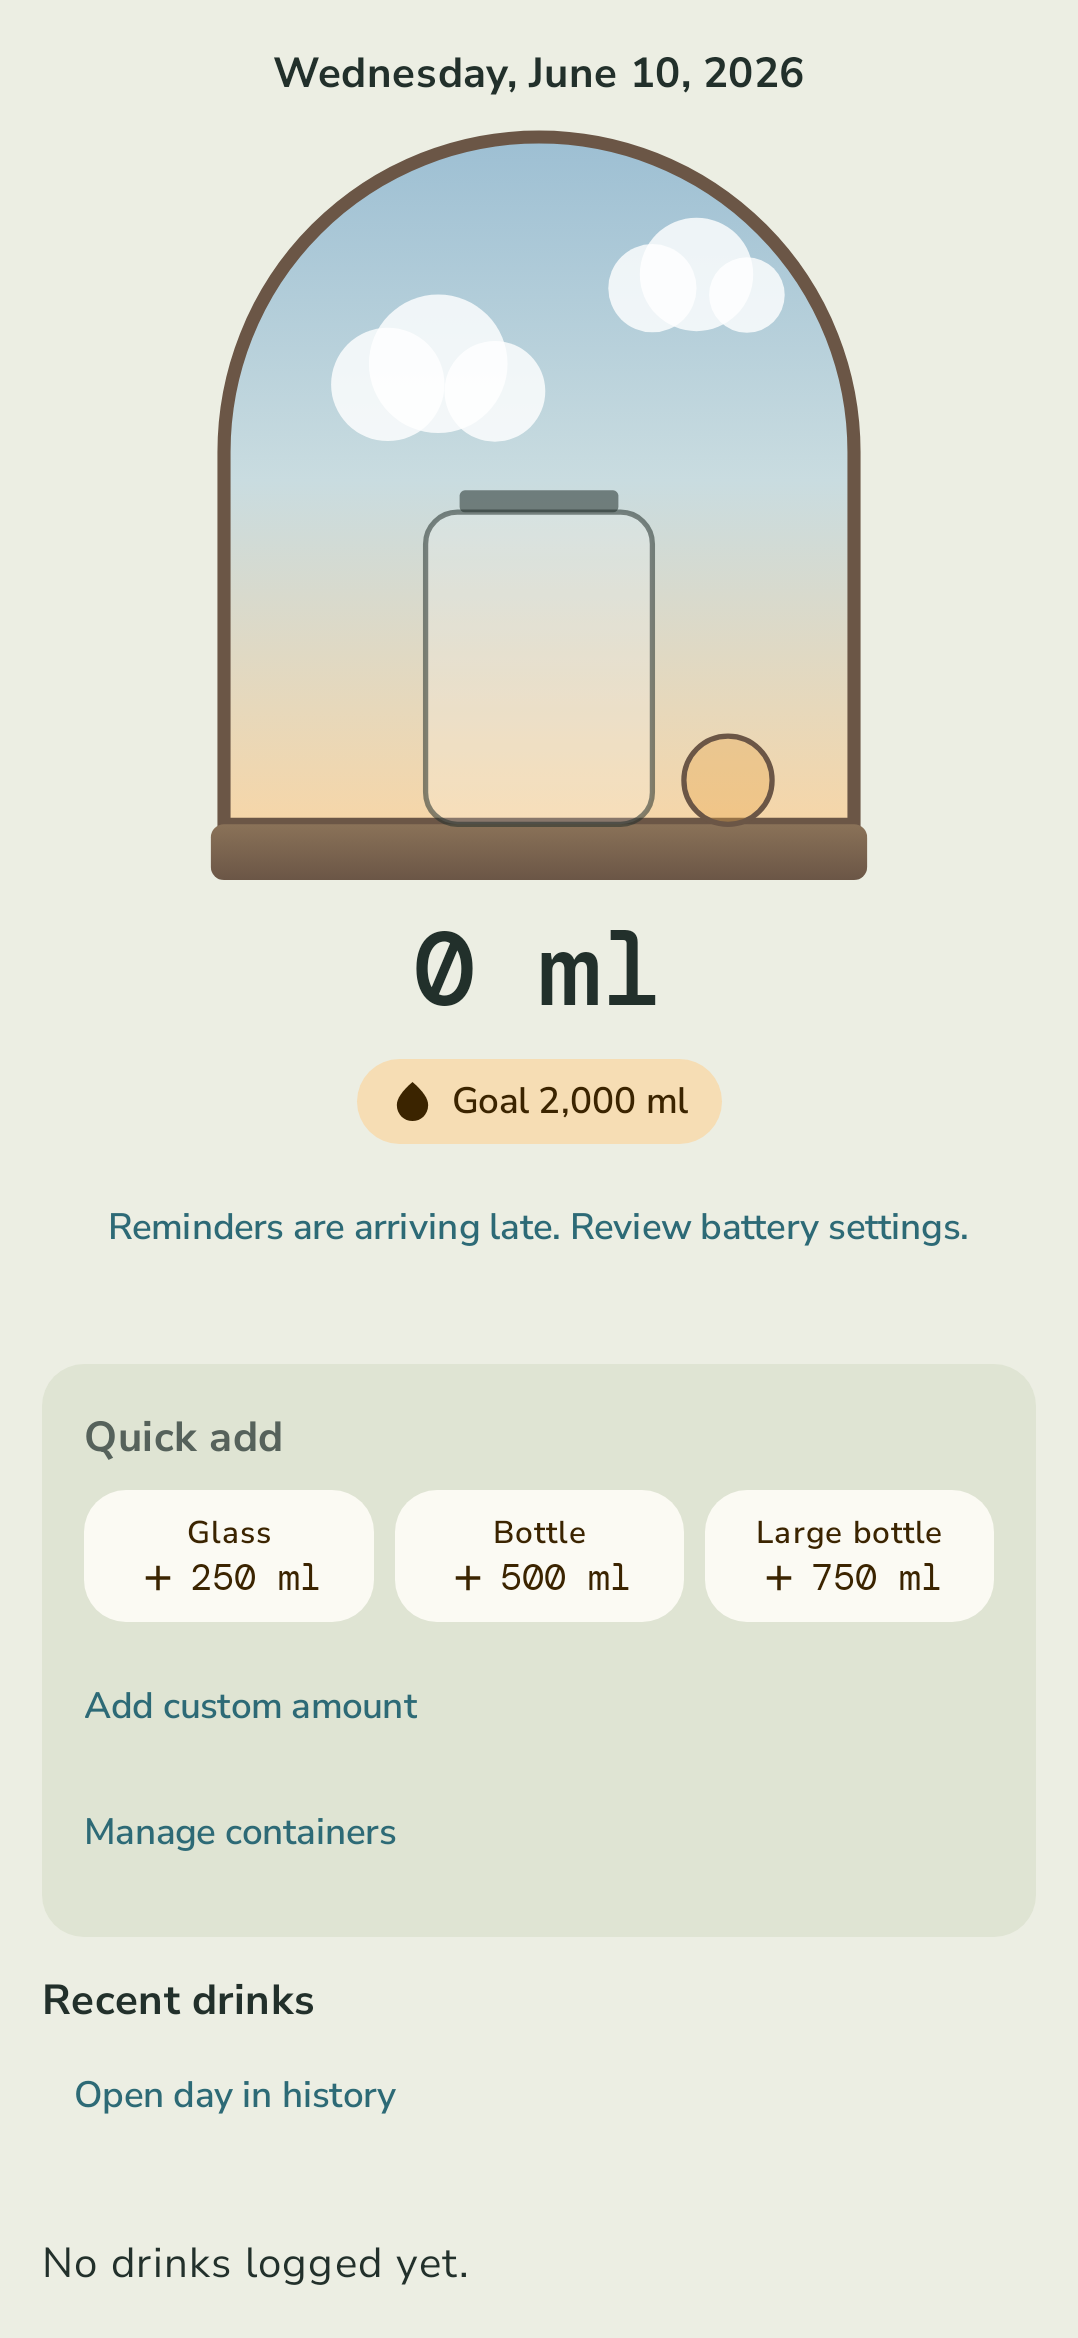 Wednesday, June 10, 2026
0 ml
Goal 2,000 ml
Reminders are arriving late. Review battery settings.
Quick add
Glass
+ 250 ml
Bottle
+ 500 ml
Large bottle
+ 750 ml
Add custom amount
Manage containers
Recent drinks
Open day in history
No drinks logged yet.